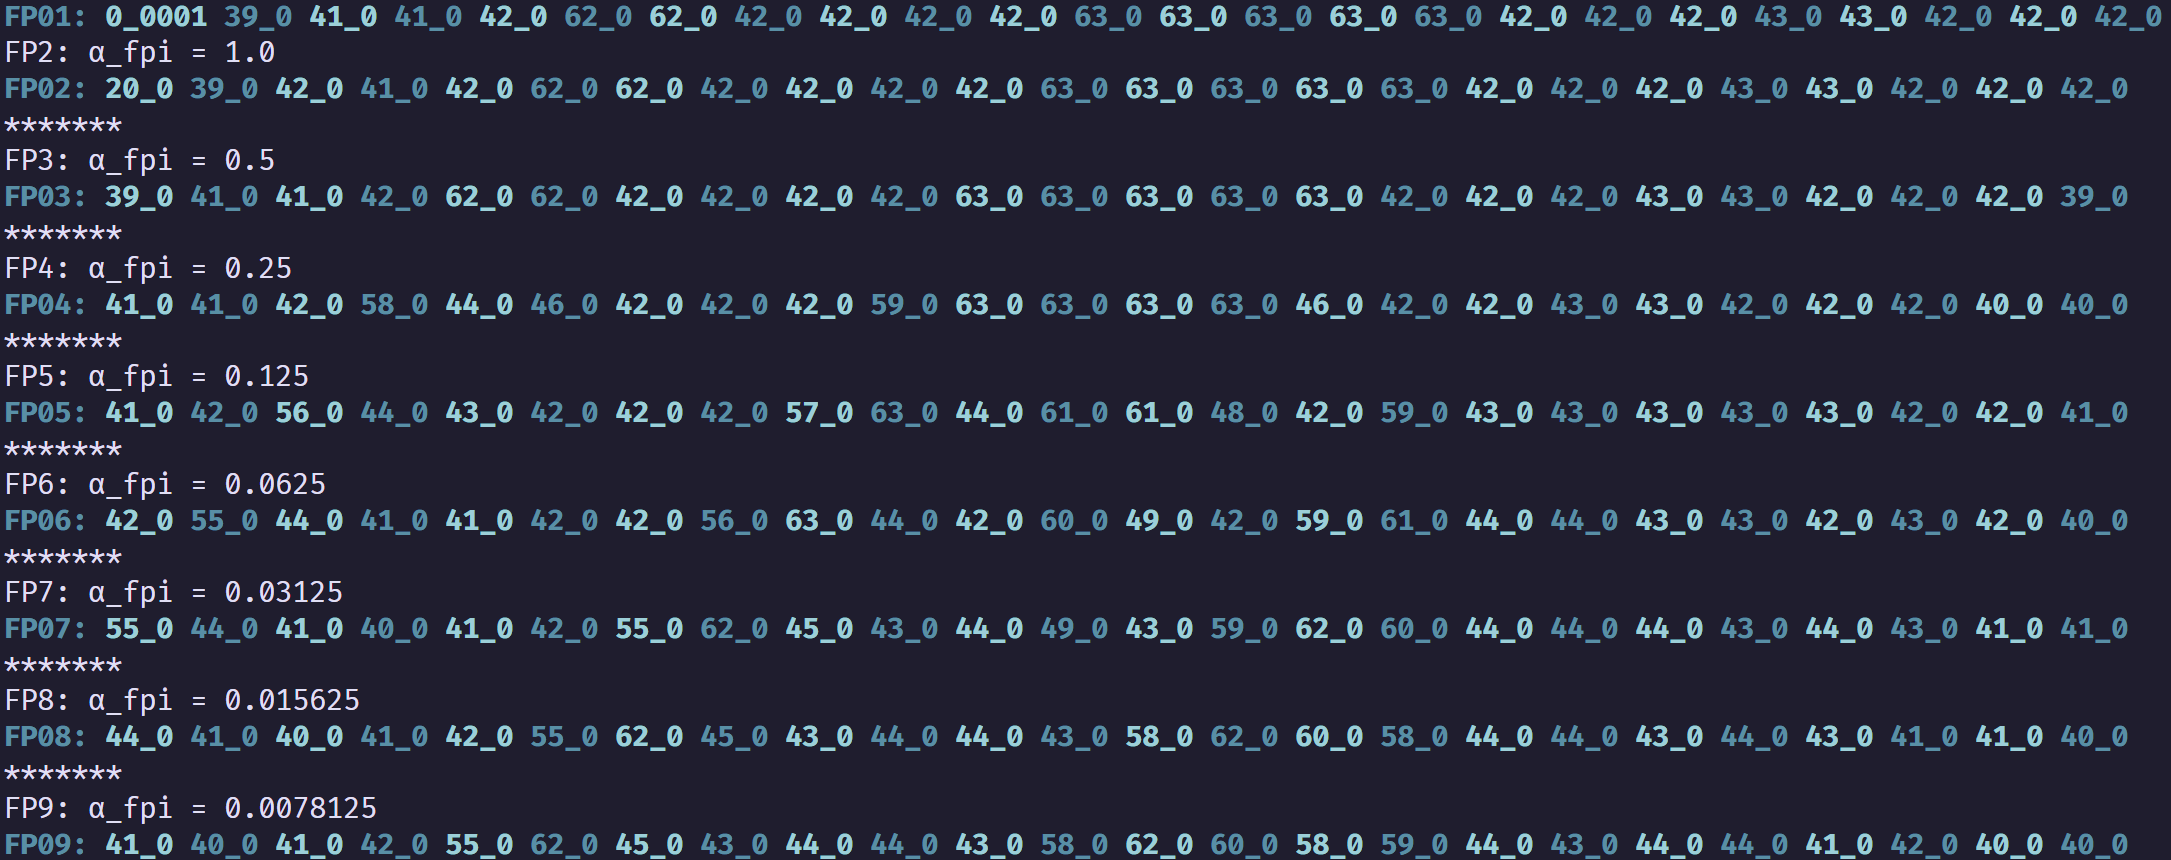 FP01: 0_0001 39_0 41_0 41_0 42_0 62_0 62_0 42_0 42_0 42_0 42_0 63_0 63_0 63_0 63_0 63_0 42_0 42_0 42_0 43_0 43_0 42_0 42_0 42_0
FP2: α_fpi = 1.0
FP02: 20_0 39_0 42_0 41_0 42_0 62_0 62_0 42_0 42_0 42_0 42_0 63_0 63_0 63_0 63_0 63_0 42_0 42_0 42_0 43_0 43_0 42_0 42_0 42_0
*******
FP3: α_fpi = 0.5
FP03: 39_0 41_0 41_0 42_0 62_0 62_0 42_0 42_0 42_0 42_0 63_0 63_0 63_0 63_0 63_0 42_0 42_0 42_0 43_0 43_0 42_0 42_0 42_0 39_0
*******
FP4: α_fpi = 0.25
FP04: 41_0 41_0 42_0 58_0 44_0 46_0 42_0 42_0 42_0 59_0 63_0 63_0 63_0 63_0 46_0 42_0 42_0 43_0 43_0 42_0 42_0 42_0 40_0 40_0
*******
FP5: α_fpi = 0.125
FP05: 41_0 42_0 56_0 44_0 43_0 42_0 42_0 42_0 57_0 63_0 44_0 61_0 61_0 48_0 42_0 59_0 43_0 43_0 43_0 43_0 43_0 42_0 42_0 41_0
*******
FP6: α_fpi = 0.0625
FP06: 42_0 55_0 44_0 41_0 41_0 42_0 42_0 56_0 63_0 44_0 42_0 60_0 49_0 42_0 59_0 61_0 44_0 44_0 43_0 43_0 42_0 43_0 42_0 40_0
*******
FP7: α_fpi = 0.03125
FP07: 55_0 44_0 41_0 40_0 41_0 42_0 55_0 62_0 45_0 43_0 44_0 49_0 43_0 59_0 62_0 60_0 44_0 44_0 44_0 43_0 44_0 43_0 41_0 41_0
*******
FP8: α_fpi = 0.015625
FP08: 44_0 41_0 40_0 41_0 42_0 55_0 62_0 45_0 43_0 44_0 44_0 43_0 58_0 62_0 60_0 58_0 44_0 44_0 43_0 44_0 43_0 41_0 41_0 40_0
*******
FP9: α_fpi = 0.0078125
FP09: 41_0 40_0 41_0 42_0 55_0 62_0 45_0 43_0 44_0 44_0 43_0 58_0 62_0 60_0 58_0 59_0 44_0 43_0 44_0 44_0 41_0 42_0 40_0 40_0